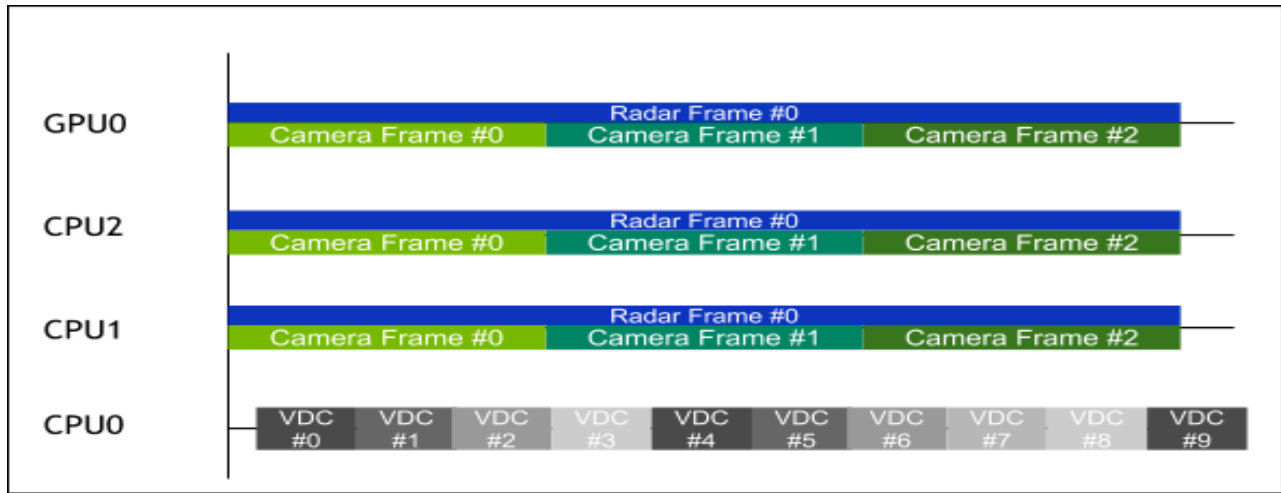 GPU0
Radar Frame #0
Camera Frame #0 Camera Frame #1 Camera Frame #2
CPU2
Radar Frame #0
Camera Frame #0 Camera Frame #1 Camera Frame #2
CPU1
Radar Frame #0
Camera Frame #0 Camera Frame #1 Camera Frame #2
CPU0
VDC VDC VDC VDC VDC VDC VDC VDC VDC VDC
#0 #1 #2 #3 #4 #5 #6 #7 #8 #9